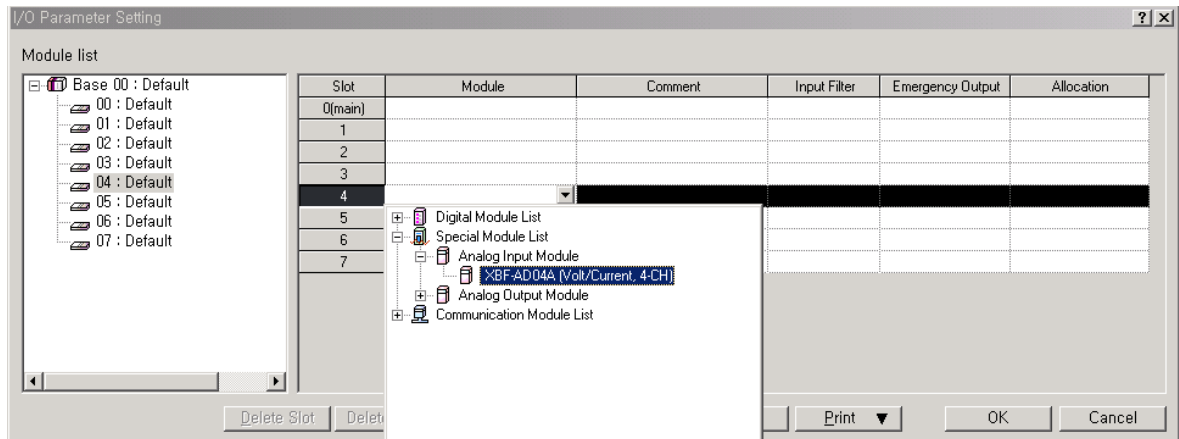 I/O Parameter Setting
Module list
Base 00 : Default
00 : Default
01 : Default
02 : Default
03 : Default
04 : Default
05 : Default
06 : Default
07 : Default
Slot Module Comment Input Filter Emergency Output Allocation
0(main)
1
2
3
4
5
6
7
Digital Module List
Special Module List
Analog Input Module
XBF-AD04A (Volt/Current, 4-CH)
Analog Output Module
Communication Module List
Delete Slot Delet Print ▼ OK Cancel